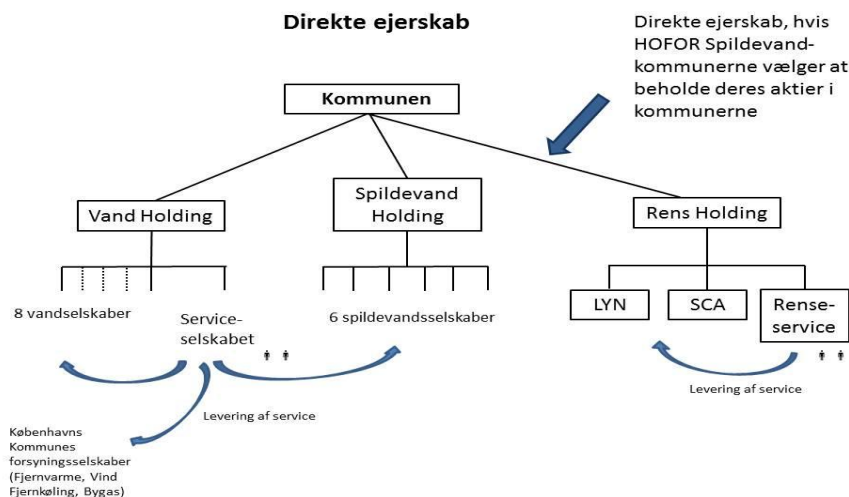 Direkte ejerskab
Direkte ejerskab, hvis
HOFOR Spildevand-
kommunerne vælger at
beholde deres aktier i
kommunerne
Kommunen
Vand Holding
Spildevand
Holding
Rens Holding
8 vandselskaber
Service-
selskabet
6 spildevandsselskaber
LYN
SCA
Rense-
service
Levering af service
Levering af service
Københavns
Kommunes
forsyningsselskaber
(Fjernvarme, Vind
Fjernkøling, Bygas)